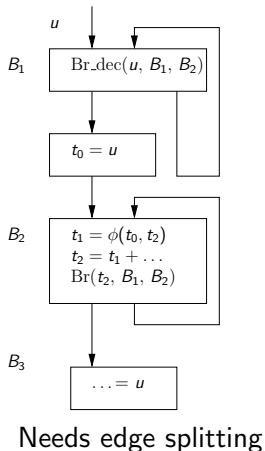 u
B₁
Br_dec(u, B₁, B₂)
t₀ = u
B₂
t₁ = ϕ(t₀, t₂)
t₂ = t₁ + ...
Br(t₂, B₁, B₂)
B₃
... = u
Needs edge splitting